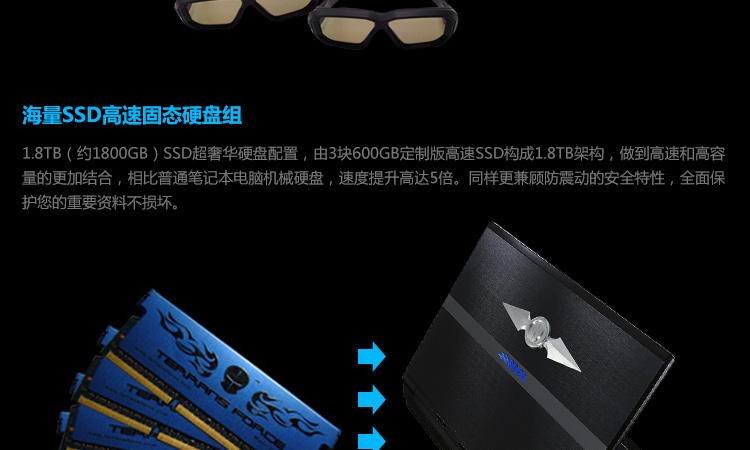 海量SSD高速固态硬盘组
1.8TB（约1800GB）SSD超奢华硬盘配置，由3块600GB定制版高速SSD构成1.8TB架构，做到高速和高容
量的更加结合，相比普通笔记本电脑机械硬盘，速度提升高达5倍。同样更兼顾防震动的安全特性，全面保
护您的重要资料不损坏。
TERRANS FORCE